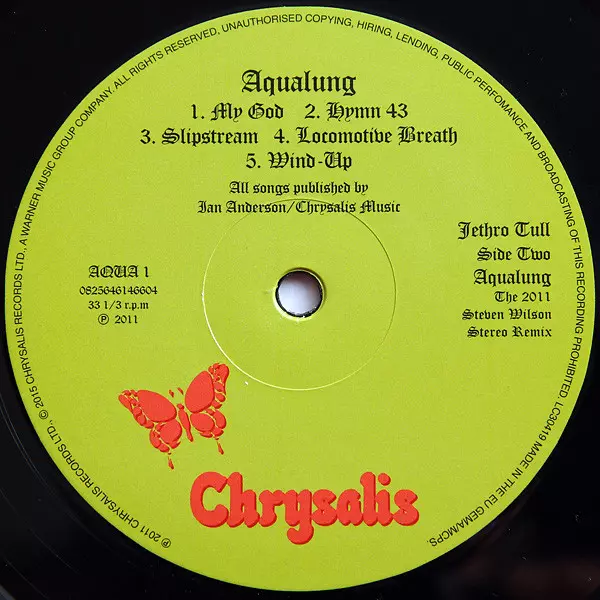 Aqualung
1. My God 2. Hymn 43
3. Slipstream 4. Locomotive Breath
5. Wind-Up
All songs published by
Ian Anderson/Chrysalis Music
AQUA 1
0825646146604
33 1/3 r.p.m
℗ 2011
Jethro Tull
Side Two
Aqualung
The 2011
Steven Wilson
Stereo Remix
Chrysalis
℗ 2011 CHRYSALIS RECORDS LTD., © 2015 CHRYSALIS RECORDS LTD., A WARNER MUSIC GROUP COMPANY. ALL RIGHTS RESERVED, UNAUTHORISED COPYING, HIRING, LENDING, PUBLIC PERFOMANCE AND BROADCASTING OF THIS RECORDING PROHIBITED. LC30419 MADE IN THE EU GEMA/MCPS.